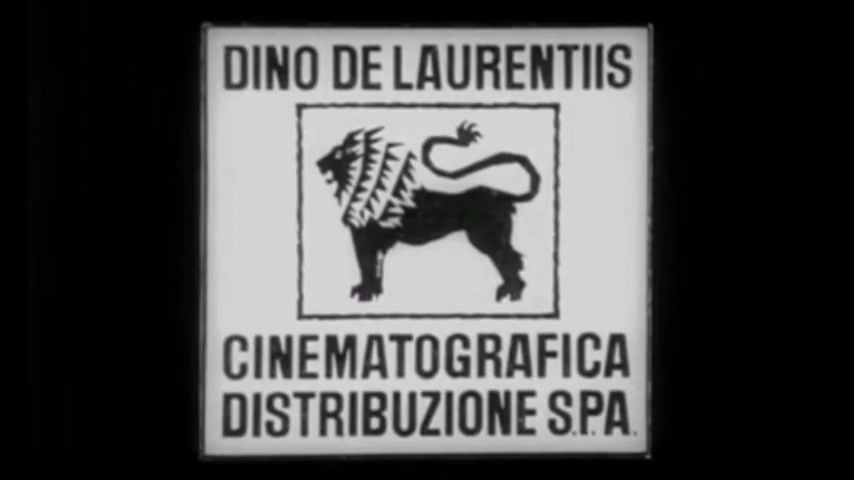 DINO DE LAURENTIIS
CINEMATOGRAFICA
DISTRIBUZIONE S.P.A.